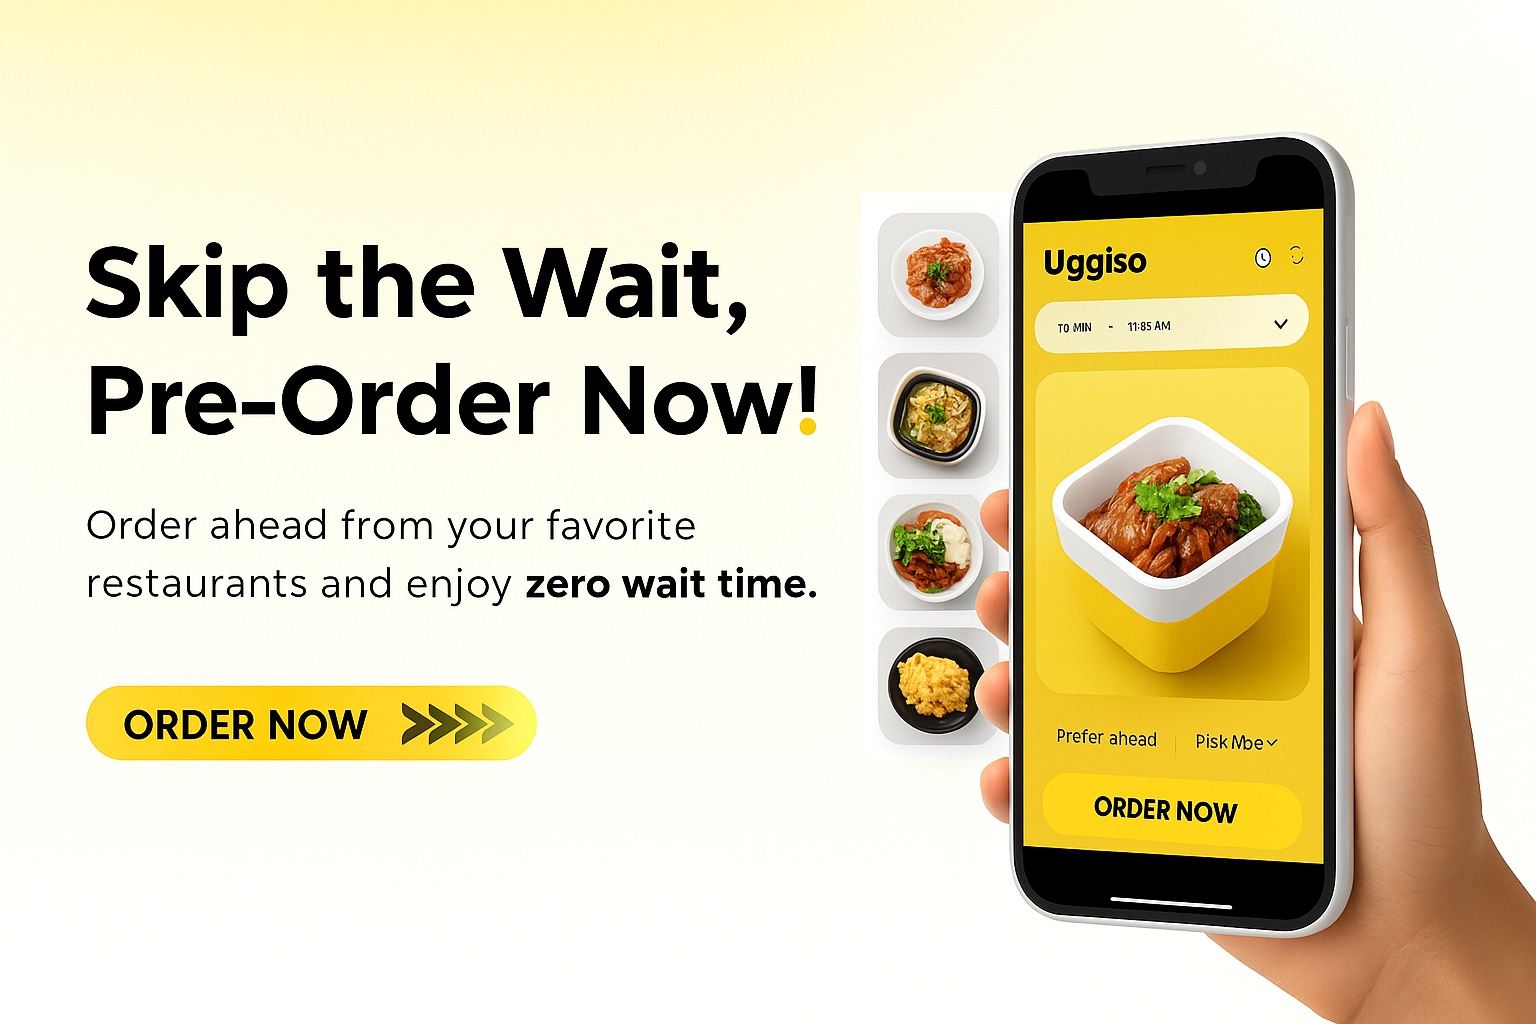 Skip the Wait,
Pre-Order Now!
Order ahead from your favorite
restaurants and enjoy zero wait time.
ORDER NOW
Uggiso
TO MIN - 11:85 AM
Prefer ahead
Pisk Mbe
ORDER NOW